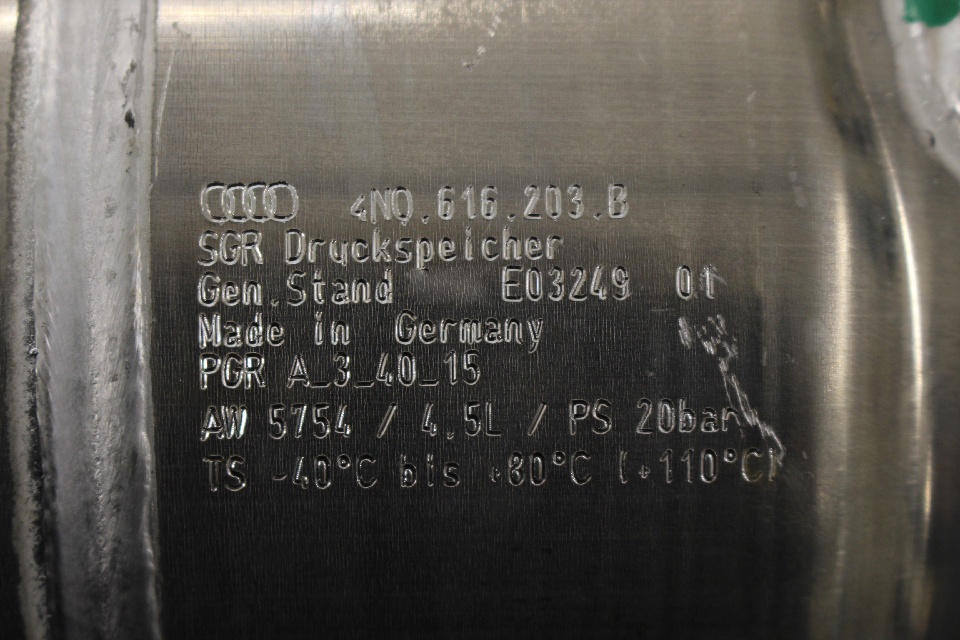 4N0.616.203.B
SGR Druckspeicher
Gen.Stand E03249 01
Made in Germany
PGR A_3_40_15
AW 5754 / 4.5L / PS 20bar
TS -40°C bis +80°C (+110°C)